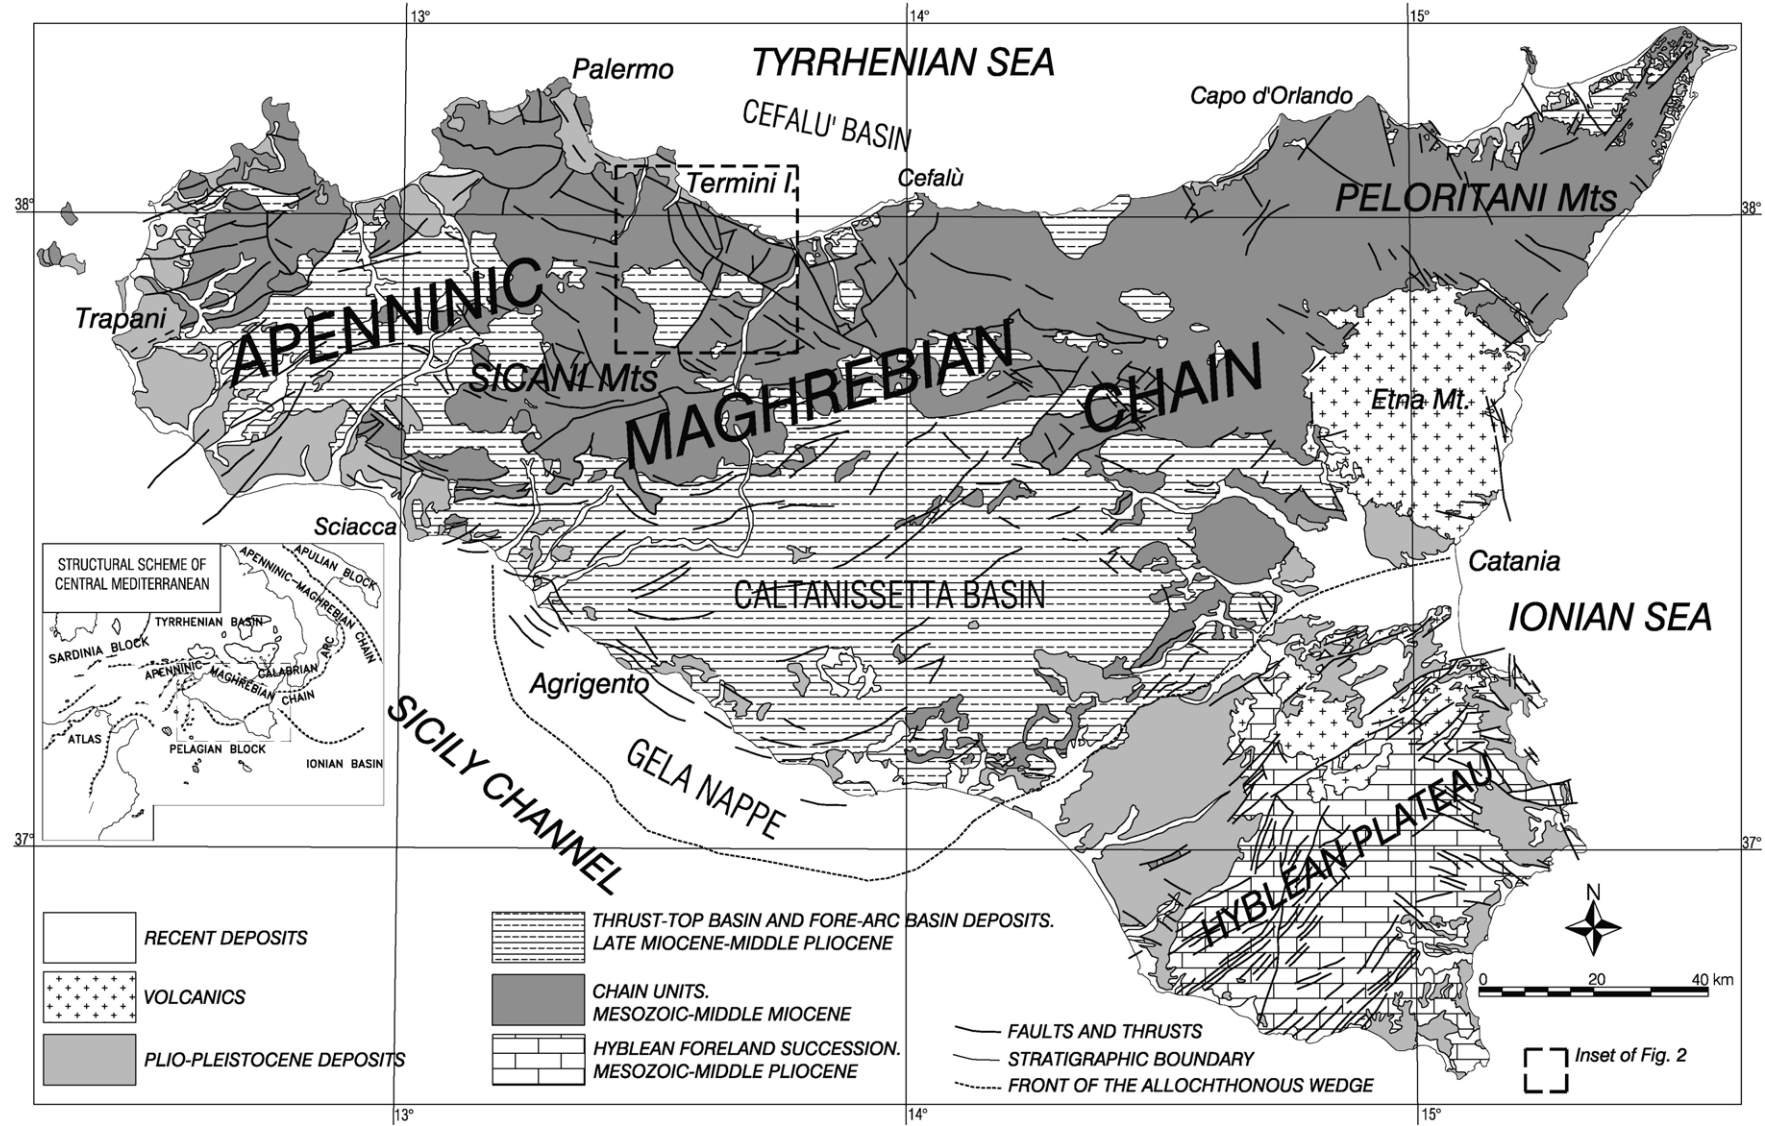 13°
14°
15°
TYRRHENIAN SEA
Palermo
CEFALU' BASIN
Capo d'Orlando
Termini I.
Cefalù
PELORITANI Mts
38°
38°
Trapani
APENNINIC
SICANI Mts
MAGHREBIAN
CHAIN
Etna Mt.
Sciacca
Catania
CALTANISSETTA BASIN
IONIAN SEA
Agrigento
SICILY CHANNEL
GELA NAPPE
HYBLEAN PLATEAU
37°
37°
STRUCTURAL SCHEME OF
CENTRAL MEDITERRANEAN
APULIAN BLOCK
APENNINIC-MAGHREBIAN CHAIN
TYRRHENIAN BASIN
SARDINIA BLOCK
CALABRIAN
ARC
APENNINIC
MAGHREBIAN
CHAIN
ATLAS
PELAGIAN BLOCK
IONIAN BASIN
RECENT DEPOSITS
VOLCANICS
PLIO-PLEISTOCENE DEPOSITS
THRUST-TOP BASIN AND FORE-ARC BASIN DEPOSITS.
LATE MIOCENE-MIDDLE PLIOCENE
CHAIN UNITS.
MESOZOIC-MIDDLE MIOCENE
HYBLEAN FORELAND SUCCESSION.
MESOZOIC-MIDDLE PLIOCENE
FAULTS AND THRUSTS
STRATIGRAPHIC BOUNDARY
FRONT OF THE ALLOCHTHONOUS WEDGE
N
0 20 40 km
Inset of Fig. 2
13°
14°
15°